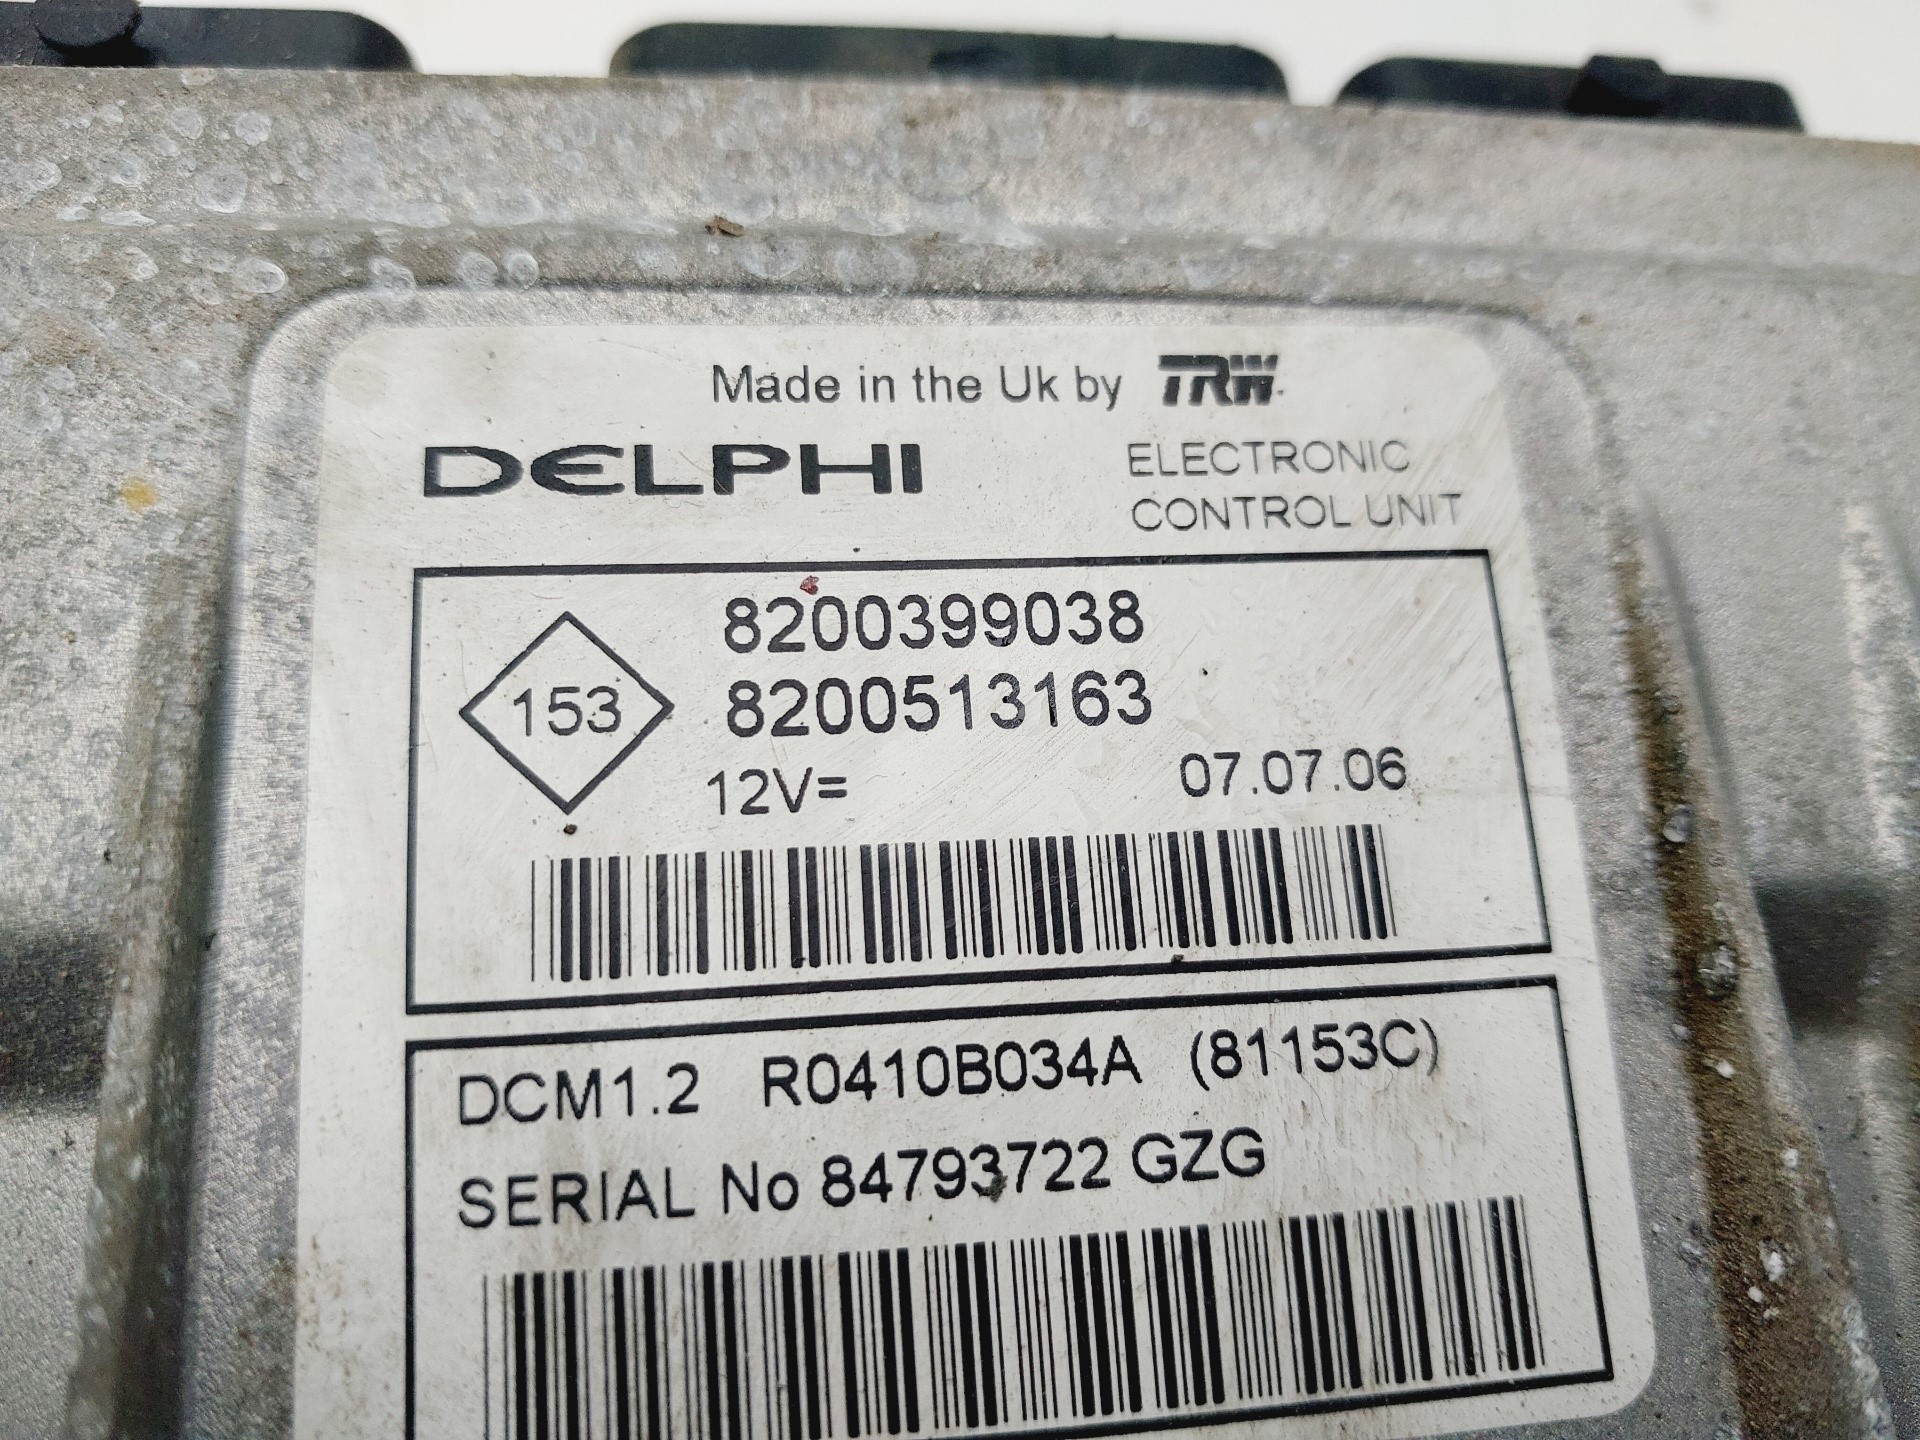 Made in the Uk by TRW
DELPHI
ELECTRONIC
CONTROL UNIT
153
8200399038
8200513163
12V=
07.07.06
DCM1.2 R0410B034A (81153C)
SERIAL No 84793722 GZG